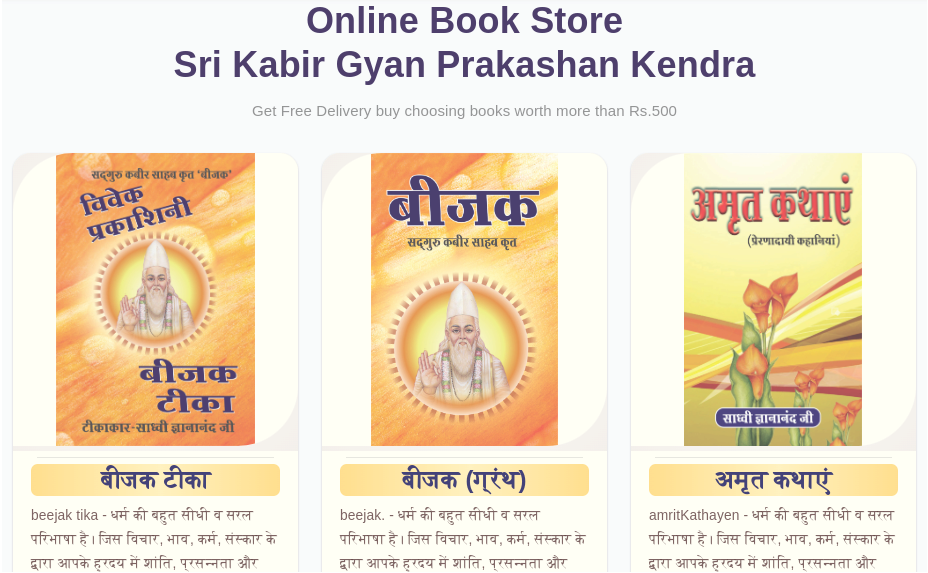 Online Book Store
Sri Kabir Gyan Prakashan Kendra
Get Free Delivery buy choosing books worth more than Rs.500
सद्‌गुरु कबीर साहब कृत 'बीजक'
विवेक
प्रकाशिनी
बीजक
टीका
टीकाकार-साध्वी ज्ञानानंद जी
बीजक
सद्‌गुरु कबीर साहब कृत
अमृत कथाएं
(प्रेरणादायी कहानियां)
साध्वी ज्ञानानंद जी
बीजक टीका
beejak tika - धर्म की बहुत सीधी व सरल
परिभाषा है। जिस विचार, भाव, कर्म, संस्कार के
द्वारा आपके हृरदय में शांति, प्रसन्नता और
बीजक (ग्रंथ)
beejak. - धर्म की बहुत सीधी व सरल
परिभाषा है। जिस विचार, भाव, कर्म, संस्कार के
द्वारा आपके हृरदय में शांति, प्रसन्नता और
अमृत कथाएं
amritKathayen - धर्म की बहुत सीधी व सरल
परिभाषा है। जिस विचार, भाव, कर्म, संस्कार के
द्वारा आपके हृरदय में शांति, प्रसन्नता और